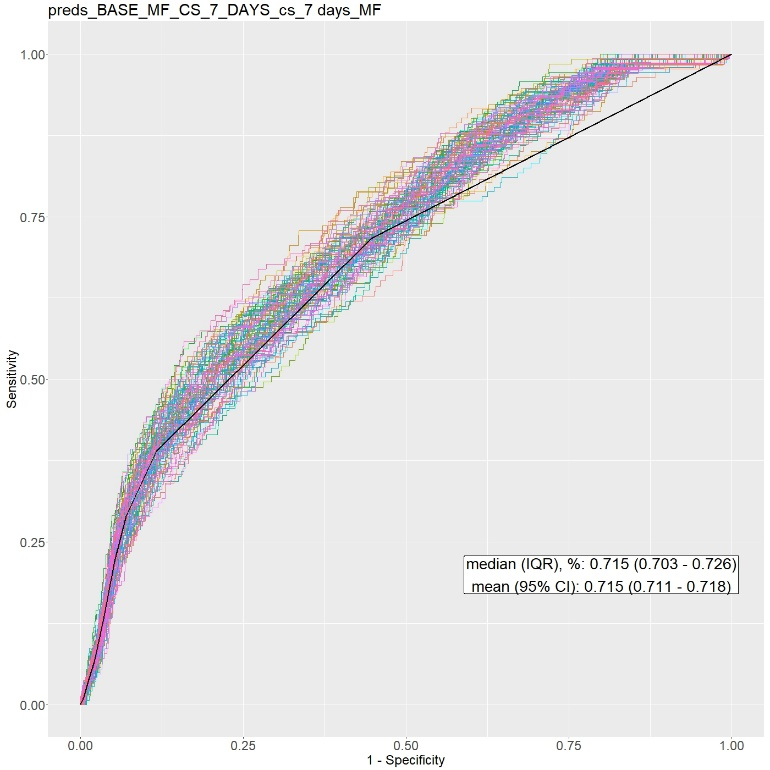 preds_BASE_MF_CS_7_DAYS_cs_7 days_MF
1.00
0.75
Sensitivity
0.50
0.25
median (IQR), %: 0.715 (0.703 - 0.726)
mean (95% CI): 0.715 (0.711 - 0.718)
0.00
0.00 0.25 0.50 0.75 1.00
1 - Specificity